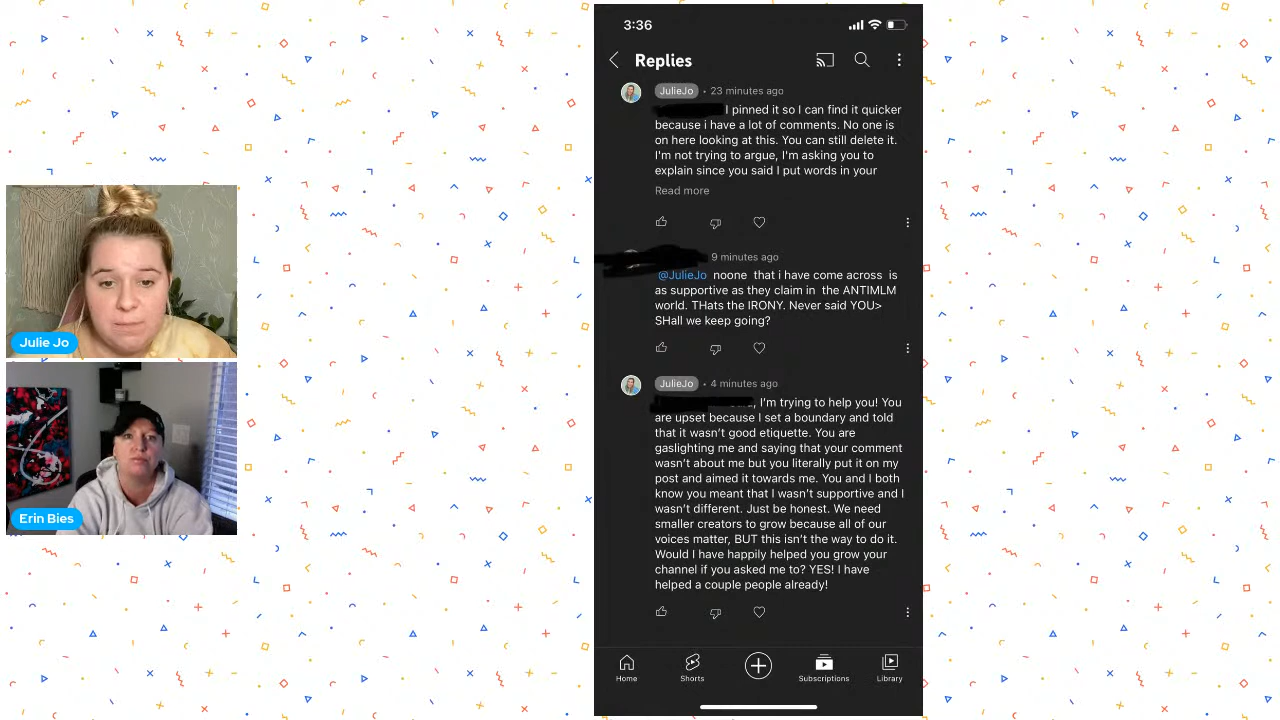 3:36
Replies
JulieJo • 23 minutes ago
I pinned it so I can find it quicker
because i have a lot of comments. No one is
on here looking at this. You can still delete it.
I'm not trying to argue, I'm asking you to
explain since you said I put words in your
Read more
9 minutes ago
@JulieJo noone that i have come across is
as supportive as they claim in the ANTIMLM
world. THats the IRONY. Never said YOU>
SHall we keep going?
JulieJo • 4 minutes ago
, I'm trying to help you! You
are upset because I set a boundary and told
that it wasn't good etiquette. You are
gaslighting me and saying that your comment
wasn't about me but you literally put it on my
post and aimed it towards me. You and I both
know you meant that I wasn't supportive and I
wasn't different. Just be honest. We need
smaller creators to grow because all of our
voices matter, BUT this isn't the way to do it.
Would I have happily helped you grow your
channel if you asked me to? YES! I have
helped a couple people already!
Home Shorts Subscriptions Library
Julie Jo
Erin Bies